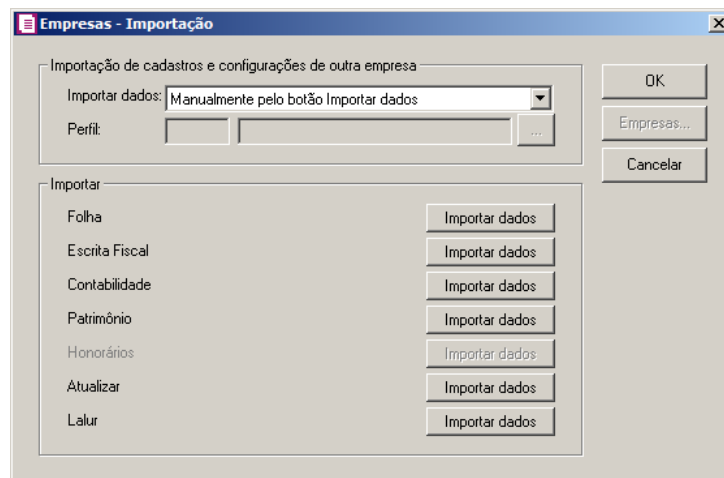 Empresas - Importação
Importação de cadastros e configurações de outra empresa
Importar dados: Manualmente pelo botão Importar dados
Perfil: ...
OK
Empresas...
Cancelar
Importar
Folha Importar dados
Escrita Fiscal Importar dados
Contabilidade Importar dados
Patrimônio Importar dados
Honorários Importar dados
Atualizar Importar dados
Lalur Importar dados